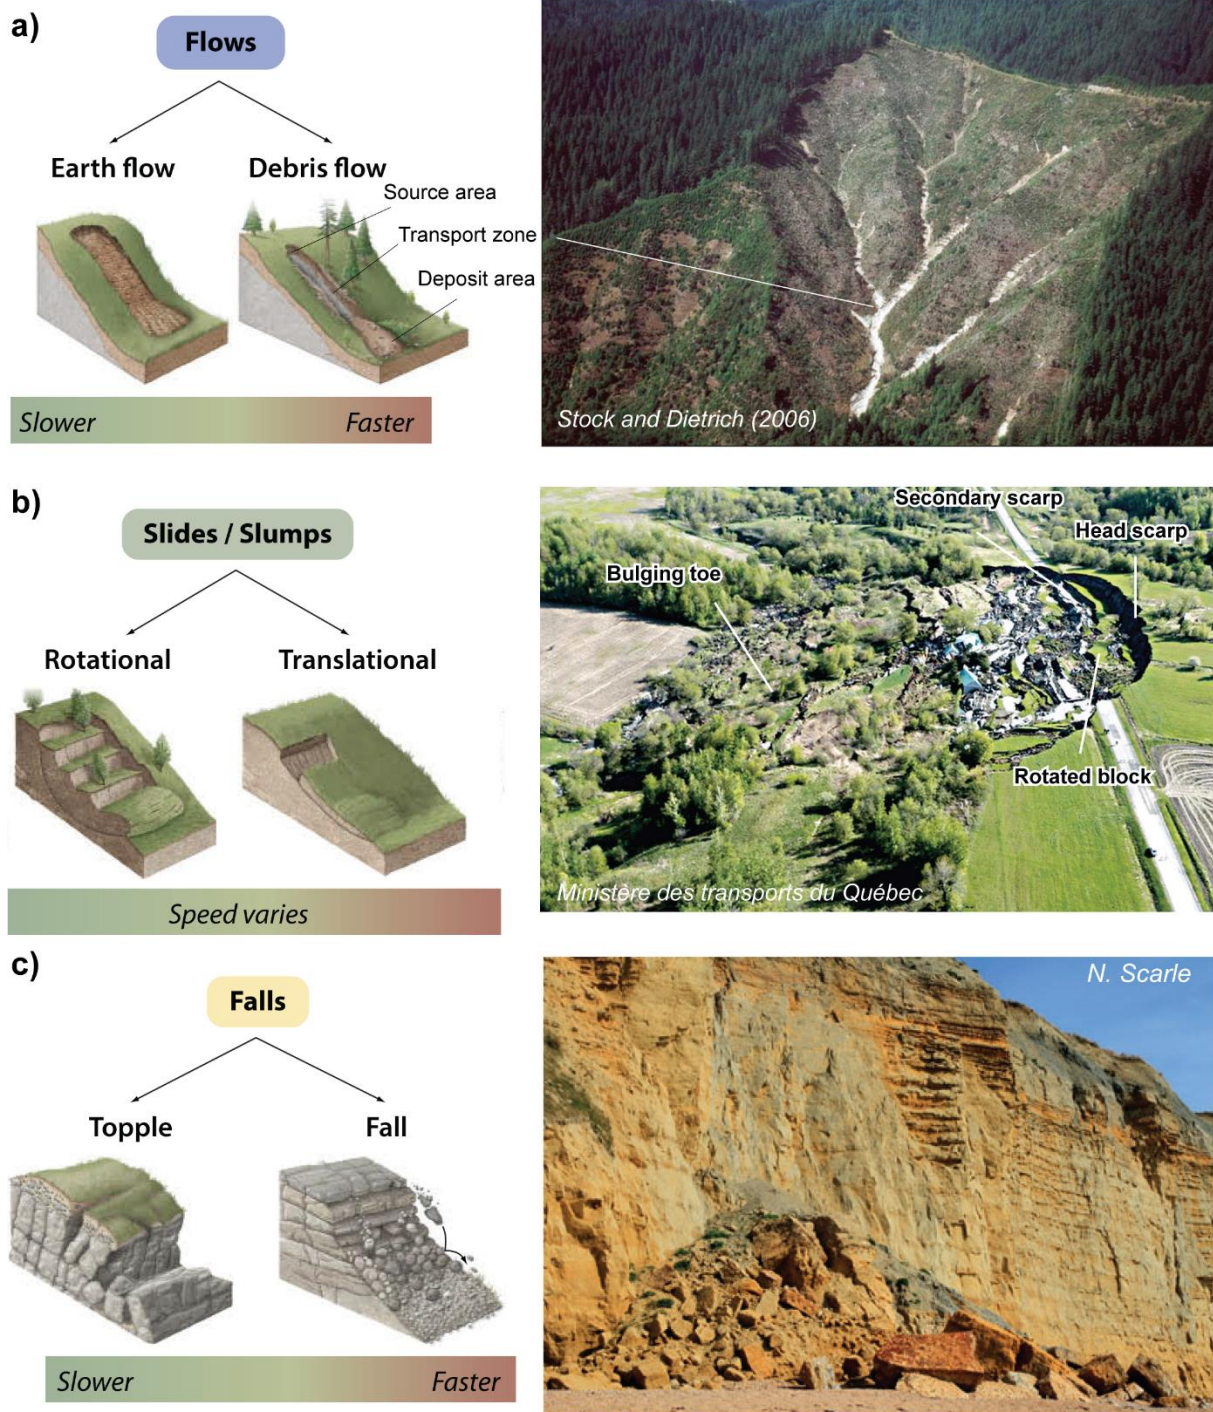 a)
Flows
Earth flow
Debris flow
Source area
Transport zone
Deposit area
Slower
Faster
Stock and Dietrich (2006)
b)
Slides / Slumps
Rotational
Translational
Speed varies
Secondary scarp
Head scarp
Bulging toe
Rotated block
Ministère des transports du Québec
c)
Falls
Topple
Fall
Slower
Faster
N. Scarle